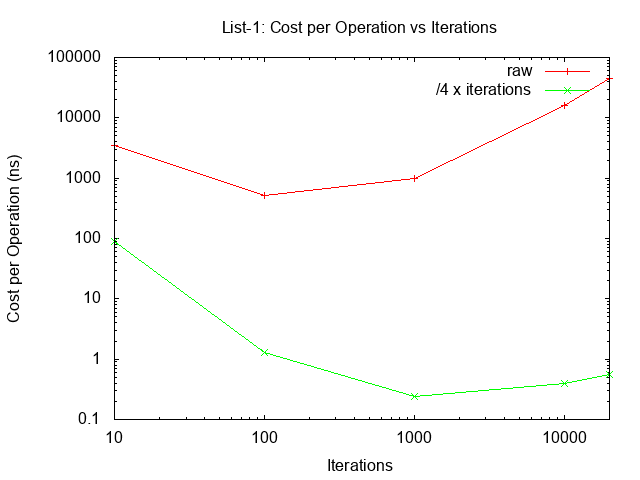 List-1: Cost per Operation vs Iterations
100000
10000
1000
100
10
1
0.1
Cost per Operation (ns)
raw
/4 x iterations
10
100
1000
10000
Iterations